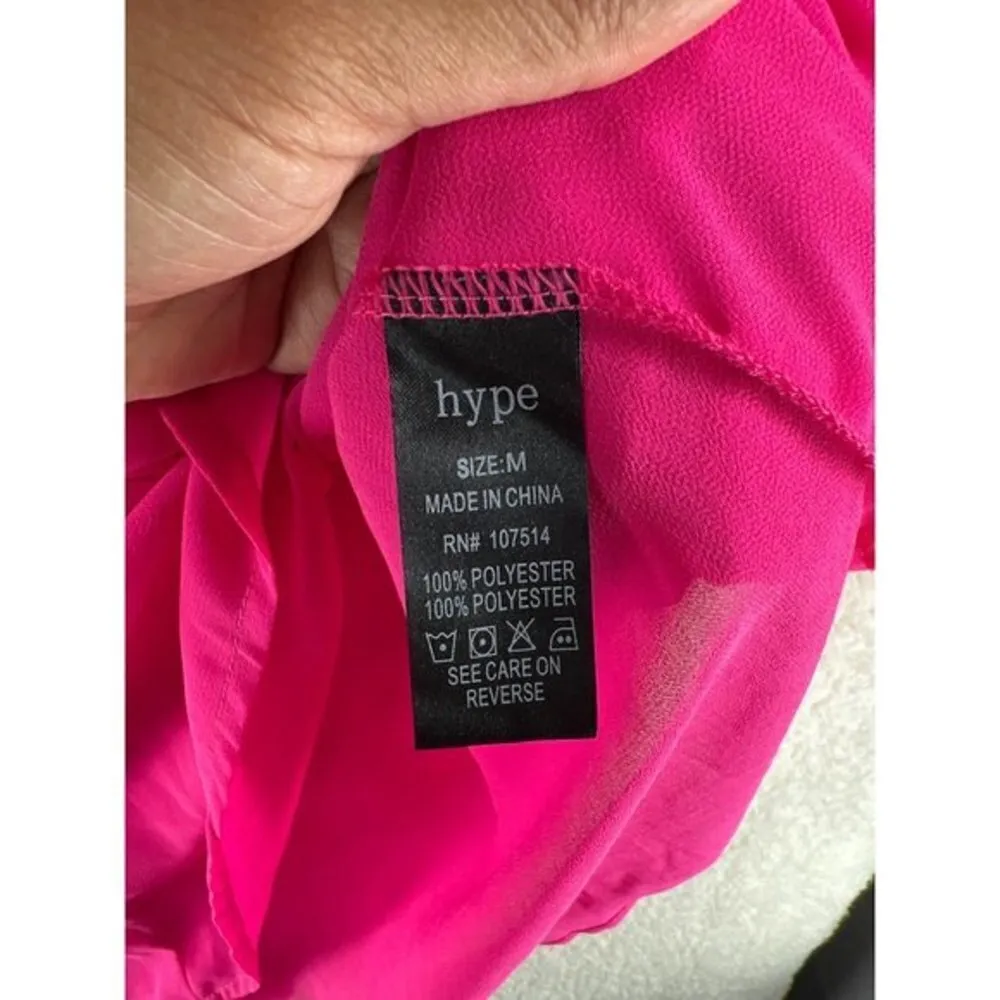 hype
SIZE:M
MADE IN CHINA
RN# 107514
100% POLYESTER
100% POLYESTER
SEE CARE ON
REVERSE